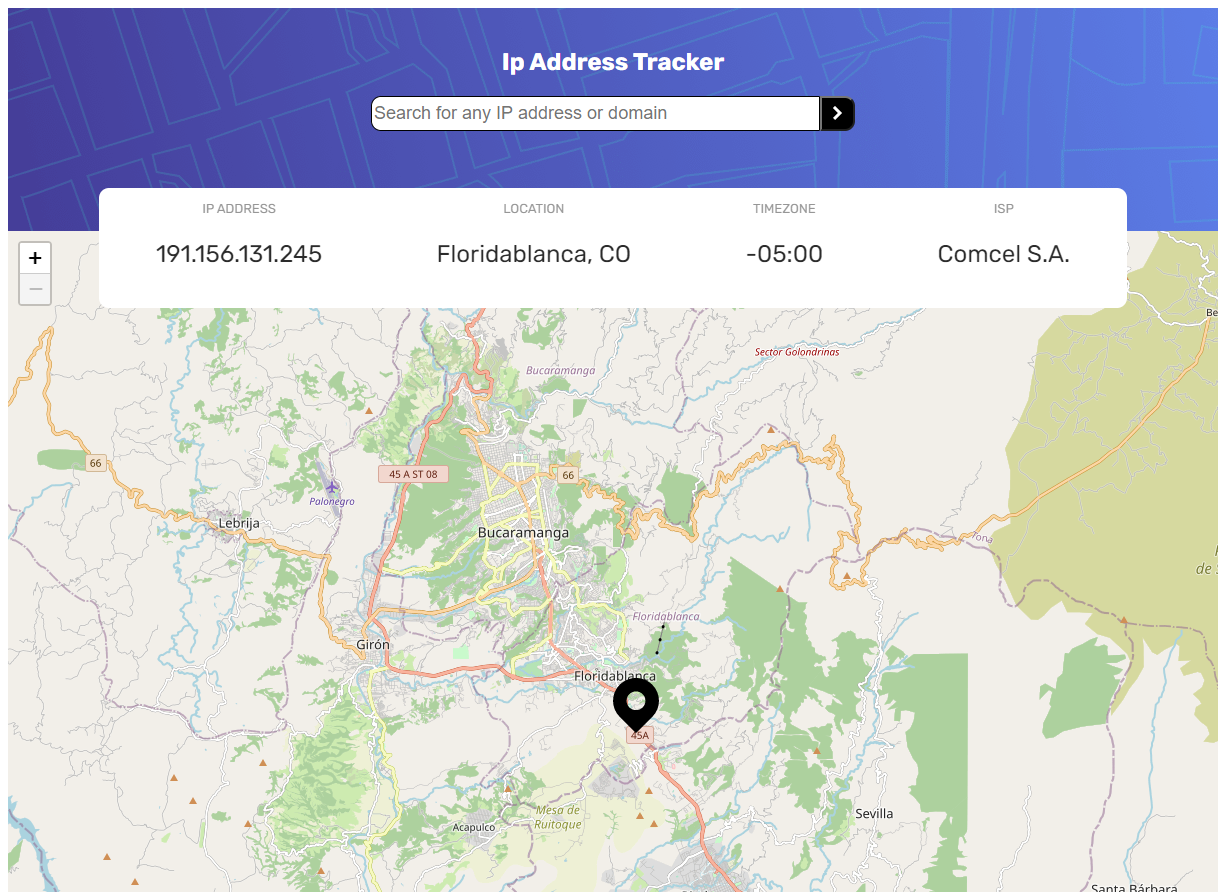 Ip Address Tracker
Search for any IP address or domain
IP ADDRESS
LOCATION
TIMEZONE
ISP
191.156.131.245
Floridablanca, CO
-05:00
Comcel S.A.
+
−
Be
Sector Golondrinas
Bucaramanga
66
45 A ST 08
66
Palonegro
Lebrija
Bucaramanga
Tona
de
Floridablanca
Girón
Floridablanca
45A
Mesa de
Ruitoque
Acapulco
Sevilla
Santa Bárbara